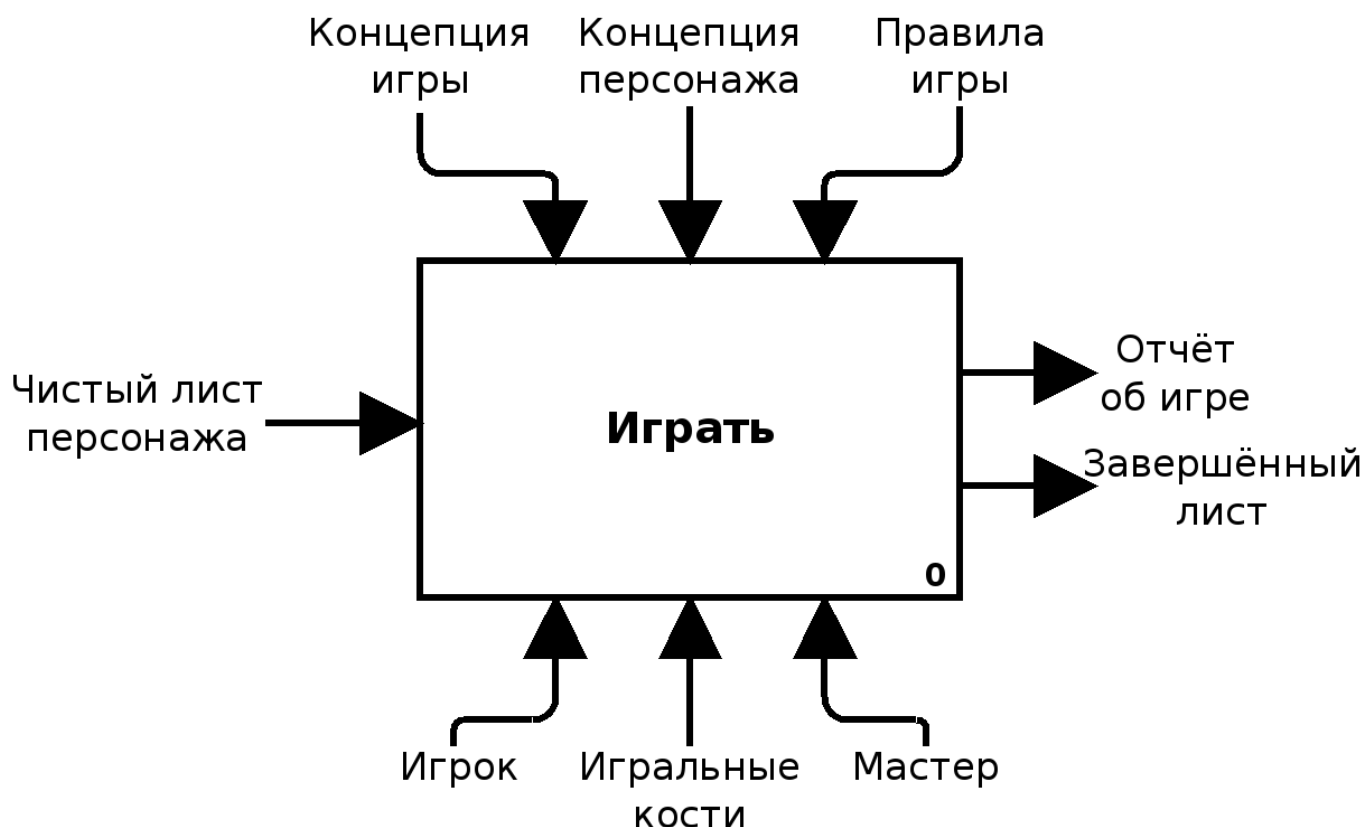 Концепция
игры
Концепция
персонажа
Правила
игры
Чистый лист
персонажа
Играть
0
Отчёт
об игре
Завершённый
лист
Игрок
Игральные
кости
Мастер